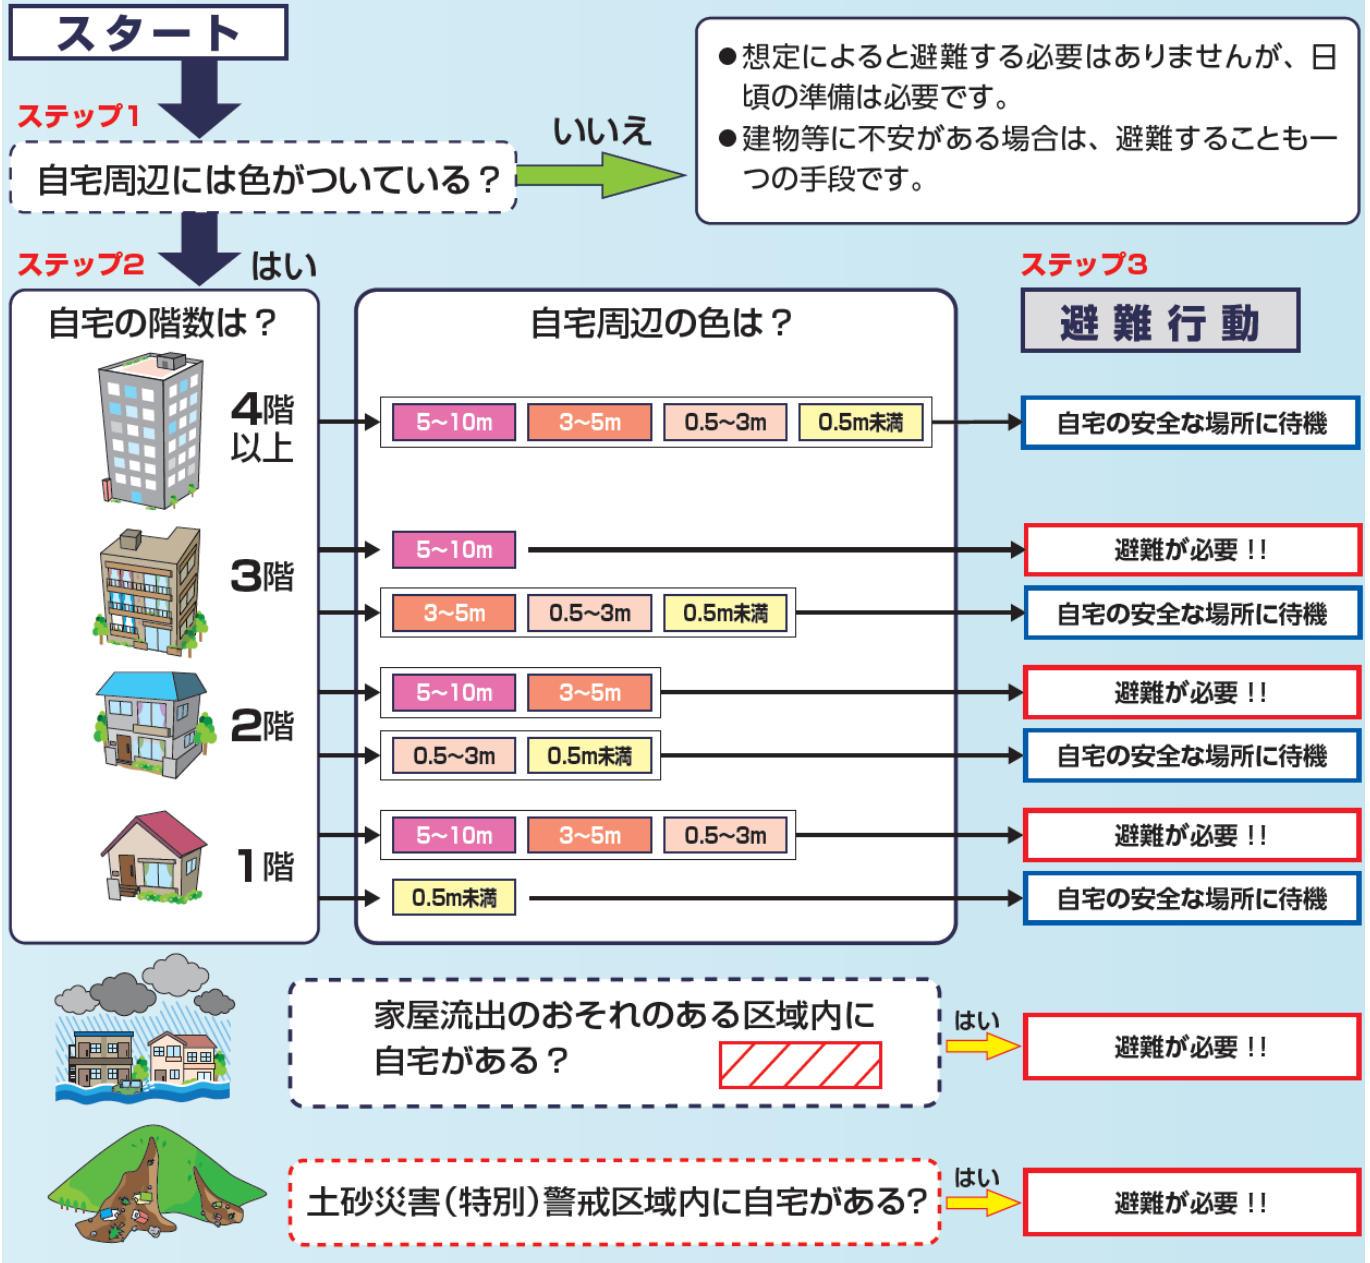 スタート
ステップ1
自宅周辺には色がついている？
いいえ
●想定によると避難する必要はありませんが、日
頃の準備は必要です。
●建物等に不安がある場合は、避難することも一
つの手段です。
ステップ2
はい
自宅の階数は？
自宅周辺の色は？
ステップ3
避難行動
4階
以上
5〜10m 3〜5m 0.5〜3m 0.5m未満
自宅の安全な場所に待機
3階
5〜10m
避難が必要!!
3〜5m 0.5〜3m 0.5m未満
自宅の安全な場所に待機
2階
5〜10m 3〜5m
避難が必要!!
0.5〜3m 0.5m未満
自宅の安全な場所に待機
1階
5〜10m 3〜5m 0.5〜3m
避難が必要!!
0.5m未満
自宅の安全な場所に待機
家屋流出のおそれのある区域内に
自宅がある？
はい
避難が必要!!
土砂災害(特別)警戒区域内に自宅がある?
はい
避難が必要!!